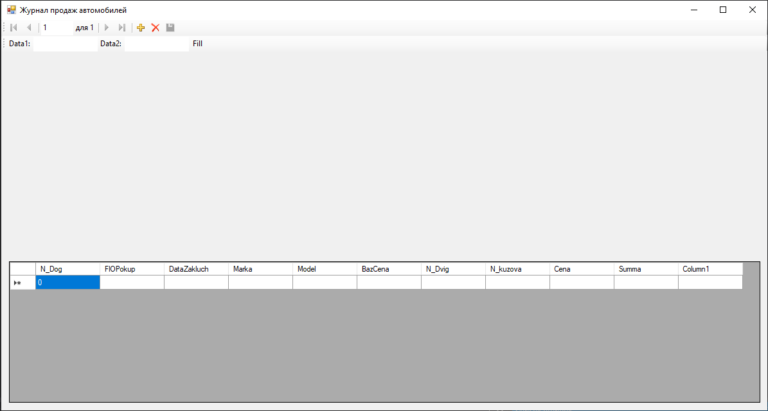 Журнал продаж автомобилей
1 для 1
Data1: Data2: Fill
N_Dog FIOPokup DataZakluch Marka Model BazCena N_Dvig N_kuzova Cena Summa Column1
0